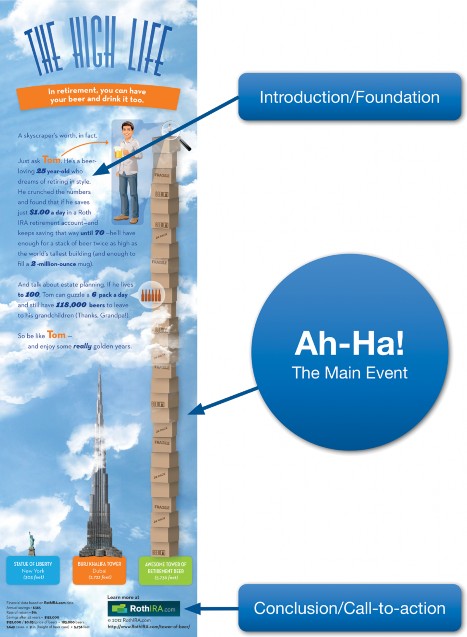 THE HIGH LIFE
In retirement, you can have
your beer and drink it too.
Introduction/Foundation
A skyscraper's worth, in fact.
Just ask Tom. He's a beer-
loving 25 year-old who
dreams of retiring in style.
He crunched the numbers
and found that if he saves
just $1.00 a day in a Roth
IRA retirement account—and
keeps saving that way until 70—he'll have
enough for a stack of beer twice as high as
the world's tallest building (and enough to
fill a 2-million-ounce mug).
And talk about estate planning. If he lives
to 100, Tom can guzzle a 6 pack a day
and still have 118,000 beers to leave
to his grandchildren (Thanks, Grandpa).
So be like Tom —
and enjoy some really golden years.
Ah-Ha!
The Main Event
STATUE OF LIBERTY
New York
BURJ KHALIFA TOWER
Dubai
AWESOME TOWER OF
RETIREMENT BEER
Learn more at
RothIRA.com
Conclusion/Call-to-action